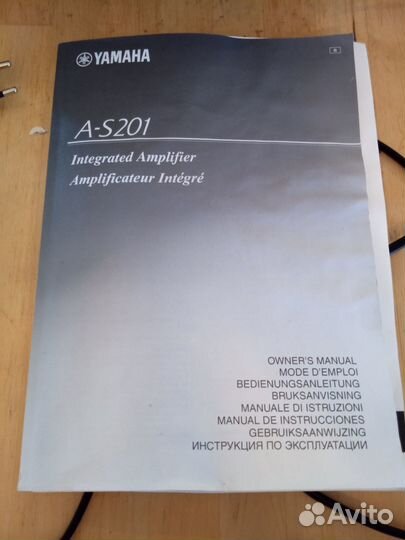 YAMAHA
A-S201
Integrated Amplifier
Amplificateur Intégré
OWNER'S MANUAL
MODE D'EMPLOI
BEDIENUNGSANLEITUNG
BRUKSANVISNING
MANUALE DI ISTRUZIONI
MANUAL DE INSTRUCCIONES
GEBRUIKSAANWIJZING
ИНСТРУКЦИЯ ПО ЭКСПЛУАТАЦИИ
Avito